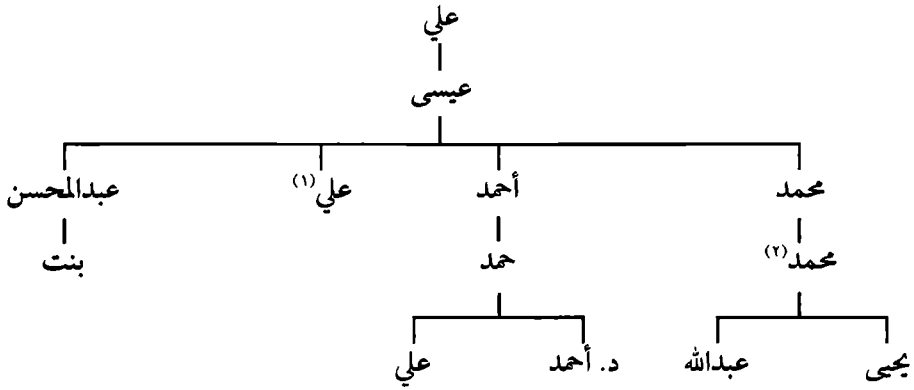 علي
عيسى
محمد أحمد علي(١) عبدالمحسن
محمد(٢) حمد بنت
يحيى عبدالله د. أحمد علي